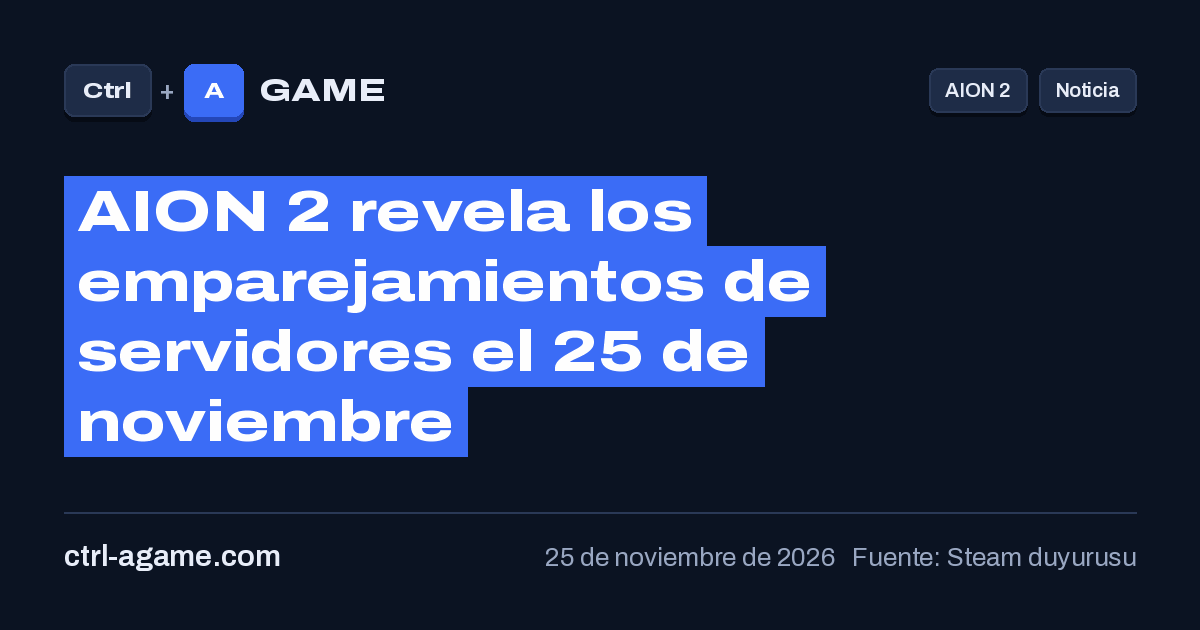 Ctrl + A GAME
AION 2 Noticia
AION 2 revela los
emparejamientos de
servidores el 25 de
noviembre
ctrl-agame.com
25 de noviembre de 2026 Fuente: Steam duyurusu